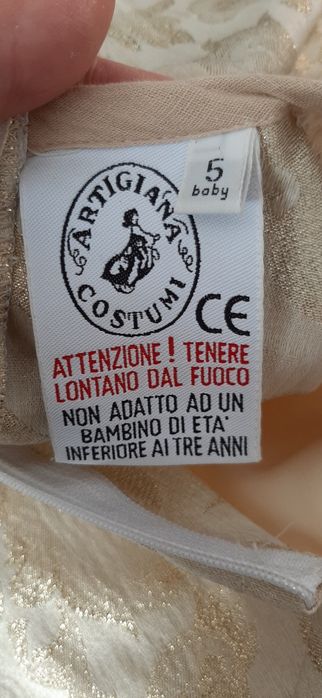 5
baby
ARTIGIANA
COSTUMI
CE
ATTENZIONE! TENERE
LONTANO DAL FUOCO
NON ADATTO AD UN
BAMBINO DI ETA'
INFERIORE AI TRE ANNI